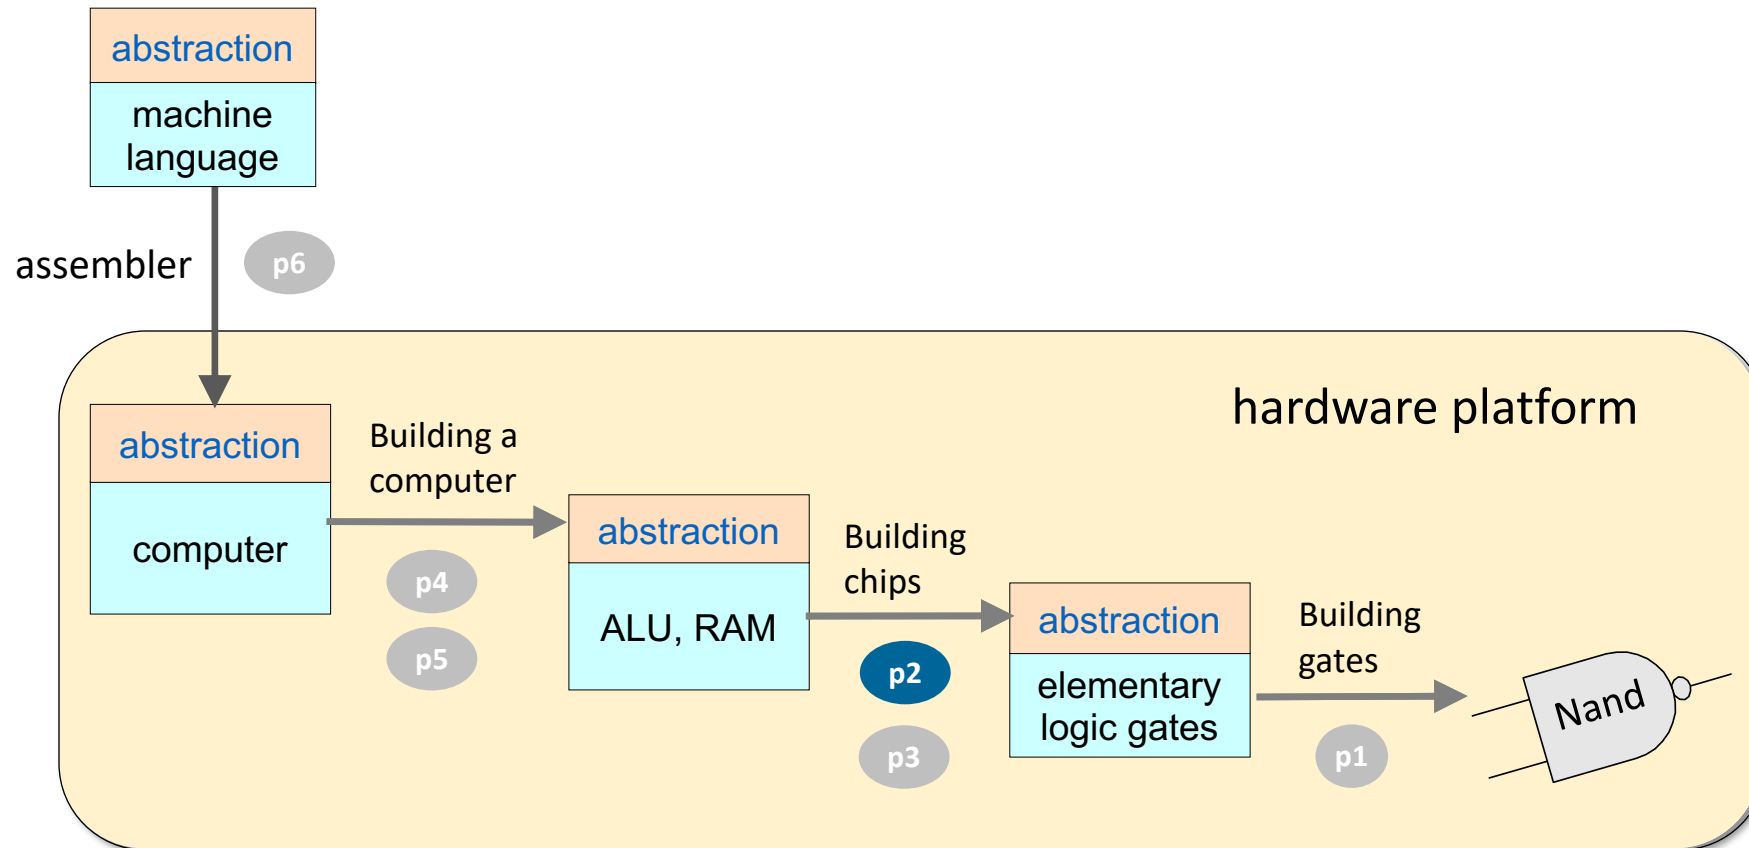 abstraction
machine
language
assembler
p6
hardware platform
abstraction
computer
Building a
computer
p4
p5
abstraction
ALU, RAM
Building
chips
p2
p3
abstraction
elementary
logic gates
Building
gates
p1
Nand